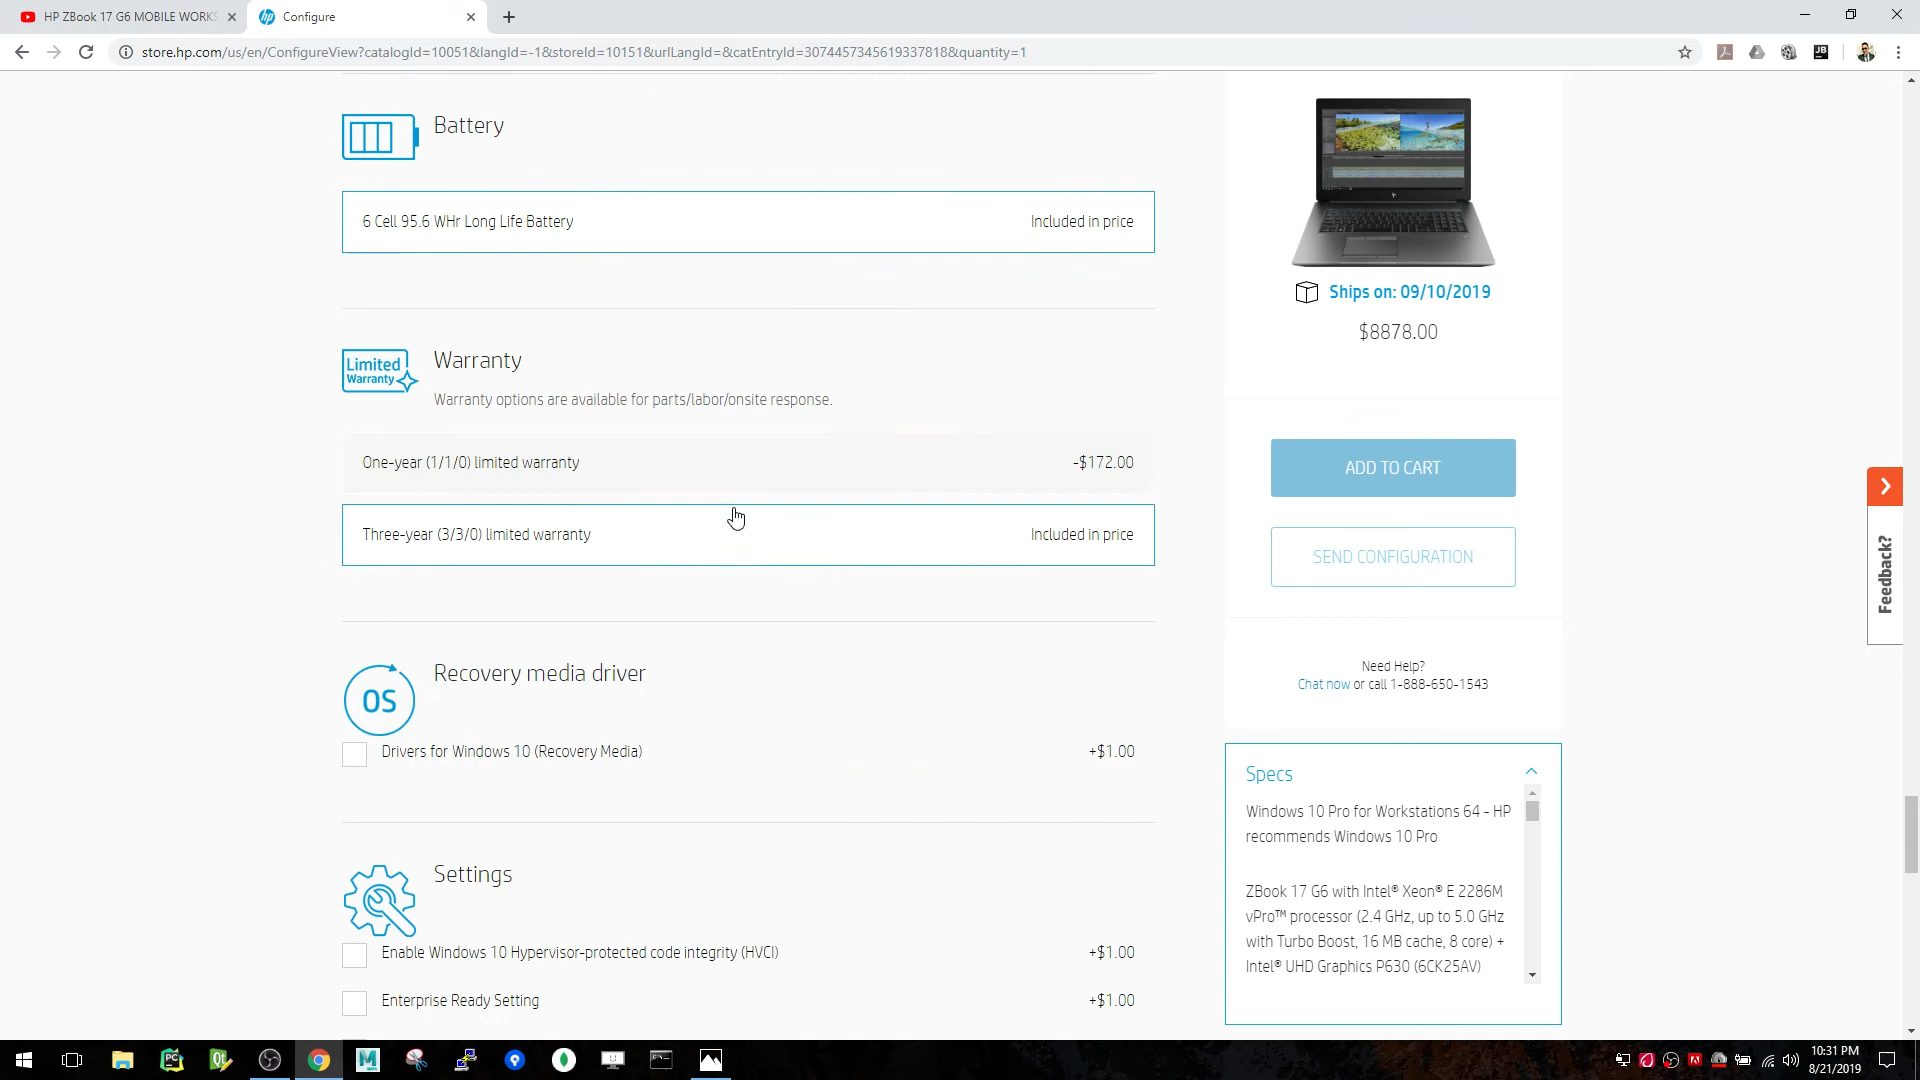 HP ZBook 17 G6 MOBILE WORKS
Configure
store.hp.com/us/en/ConfigureView?catalogId=10051&langId=-1&storeId=10151&urlLangId=&catEntryId=3074457345619337818&quantity=1
Battery
6 Cell 95.6 WHr Long Life Battery
Included in price
Limited
Warranty
Warranty
Warranty options are available for parts/labor/onsite response.
One-year (1/1/0) limited warranty
-$172.00
Three-year (3/3/0) limited warranty
Included in price
OS
Recovery media driver
Drivers for Windows 10 (Recovery Media)
+$1.00
Settings
Enable Windows 10 Hypervisor-protected code integrity (HVCI)
+$1.00
Enterprise Ready Setting
+$1.00
Ships on: 09/10/2019
$8878.00
ADD TO CART
SEND CONFIGURATION
Need Help?
Chat now or call 1-888-650-1543
Specs
Windows 10 Pro for Workstations 64 - HP
recommends Windows 10 Pro
ZBook 17 G6 with Intel® Xeon® E 2286M
vPro™ processor (2.4 GHz, up to 5.0 GHz
with Turbo Boost, 16 MB cache, 8 core) +
Intel® UHD Graphics P630 (6CK25AV)
Feedback?
10:31 PM
8/21/2019